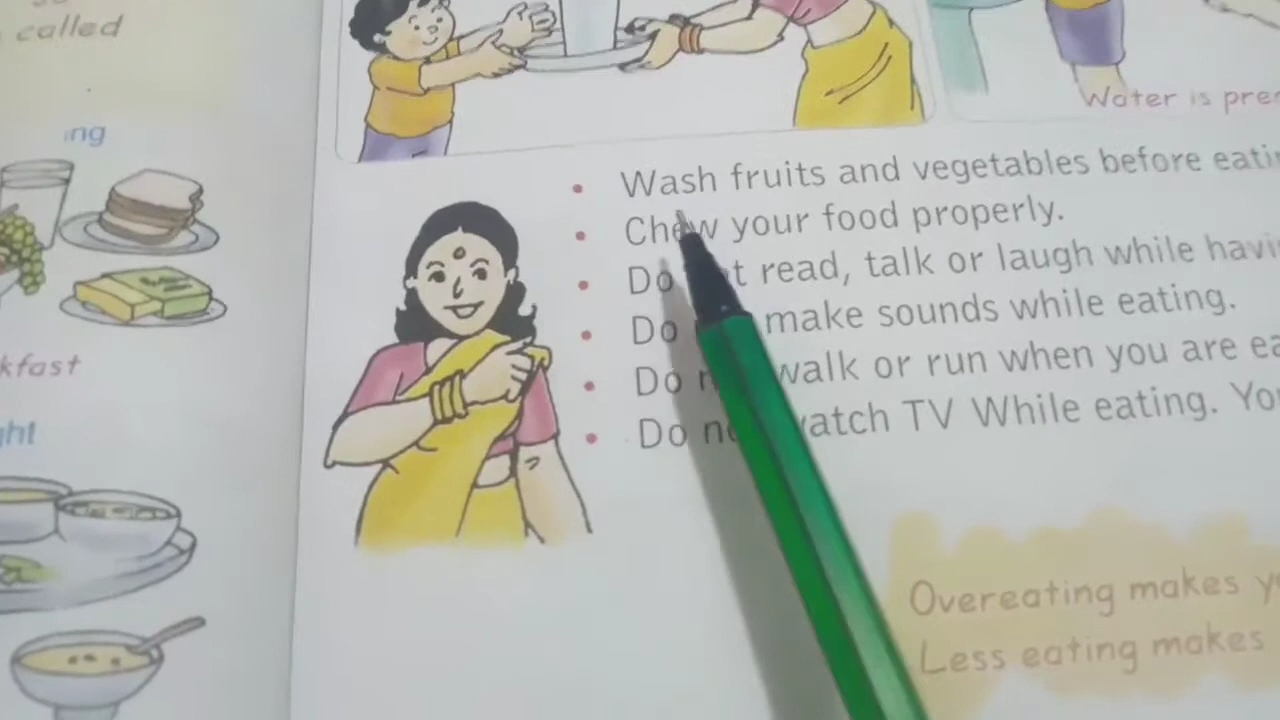 called
ing
kfast
ght
Water is pre
Wash fruits and vegetables before eati
Chew your food properly.
Do t read, talk or laugh while havi
Do make sounds while eating.
Do n walk or run when you are ea
Do no watch TV While eating. Yo
Overeating makes y
Less eating makes